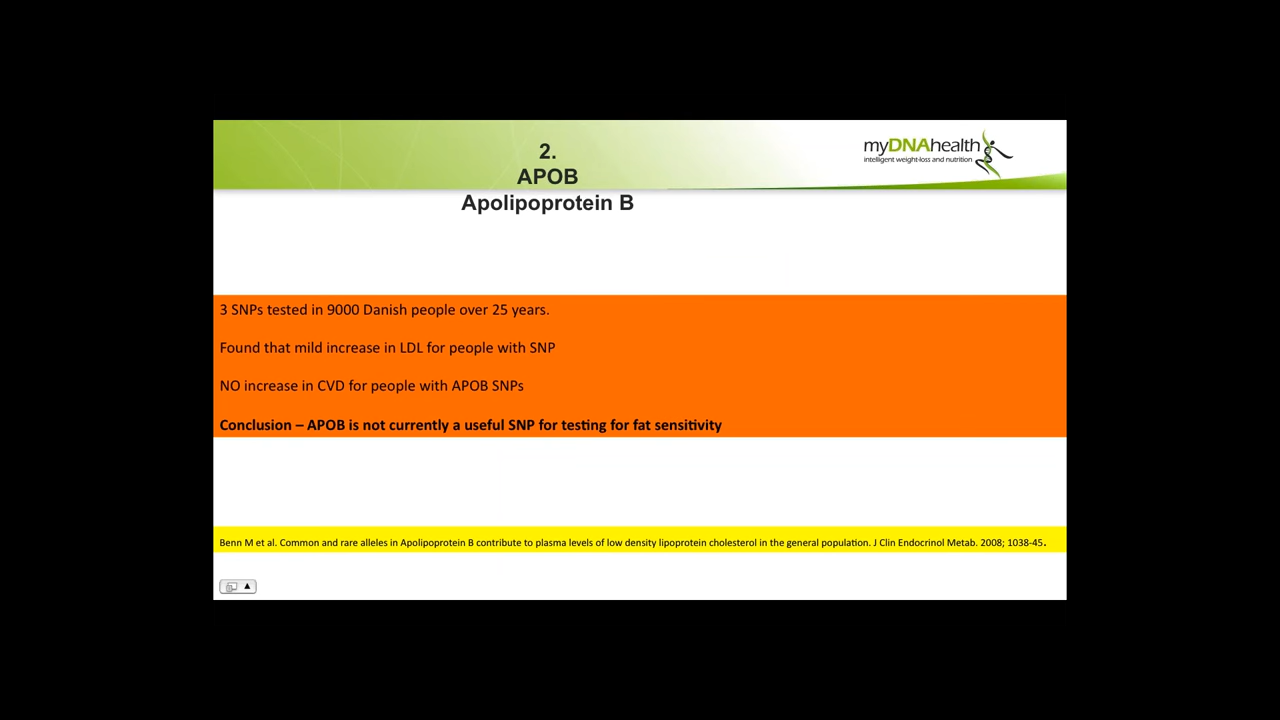 2.
APOB
Apolipoprotein B
myDNAhealth
intelligent weight-loss and nutrition
3 SNPs tested in 9000 Danish people over 25 years.
Found that mild increase in LDL for people with SNP
NO increase in CVD for people with APOB SNPs
Conclusion – APOB is not currently a useful SNP for testing for fat sensitivity
Benn M et al. Common and rare alleles in Apolipoprotein B contribute to plasma levels of low density lipoprotein cholesterol in the general population. J Clin Endocrinol Metab. 2008; 1038-45.